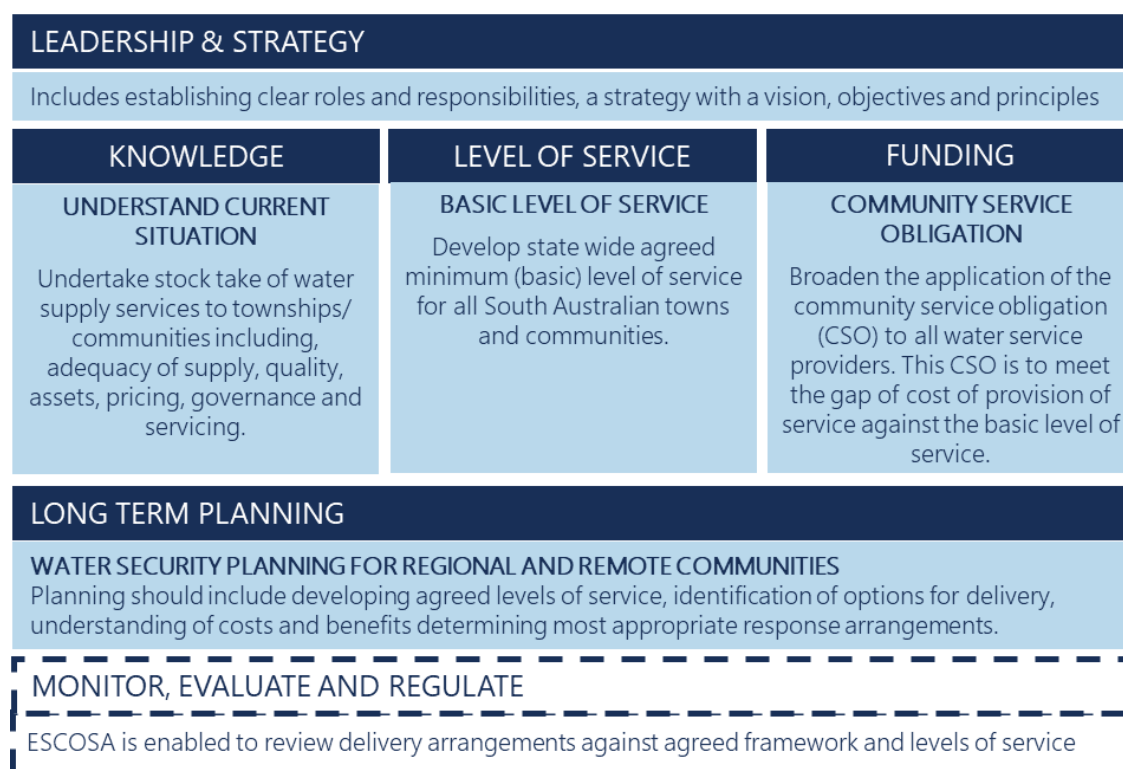 LEADERSHIP & STRATEGY
Includes establishing clear roles and responsibilities, a strategy with a vision, objectives and principles
KNOWLEDGE
UNDERSTAND CURRENT
SITUATION
Undertake stock take of water
supply services to townships/
communities including,
adequacy of supply, quality,
assets, pricing, governance and
servicing.
LEVEL OF SERVICE
BASIC LEVEL OF SERVICE
Develop state wide agreed
minimum (basic) level of service
for all South Australian towns
and communities.
FUNDING
COMMUNITY SERVICE
OBLIGATION
Broaden the application of the
community service obligation
(CSO) to all water service
providers. This CSO is to meet
the gap of cost of provision of
service against the basic level of
service.
LONG TERM PLANNING
WATER SECURITY PLANNING FOR REGIONAL AND REMOTE COMMUNITIES
Planning should include developing agreed levels of service, identification of options for delivery,
understanding of costs and benefits determining most appropriate response arrangements.
MONITOR, EVALUATE AND REGULATE
ESCOSA is enabled to review delivery arrangements against agreed framework and levels of service